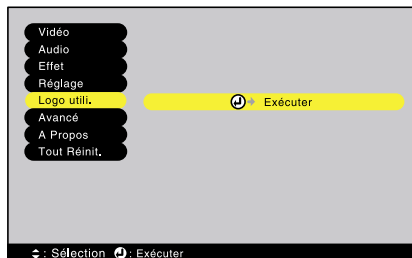 Vidéo
Audio
Effet
Réglage
Logo utili.
Exécuter
Avancé
A Propos
Tout Réinit.
: Sélection : Exécuter